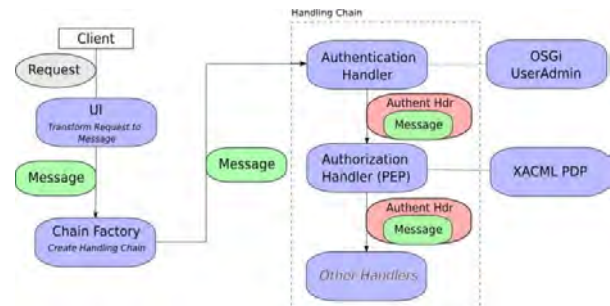 Handling Chain
Client
Request
UI
Transform Request to
Message
Message
Chain Factory
Create Handling Chain
Message
Authentication
Handler
OSGi
UserAdmin
Authent Hdr
Message
Authorization
Handler (PEP)
XACML PDP
Authent Hdr
Message
Other Handlers